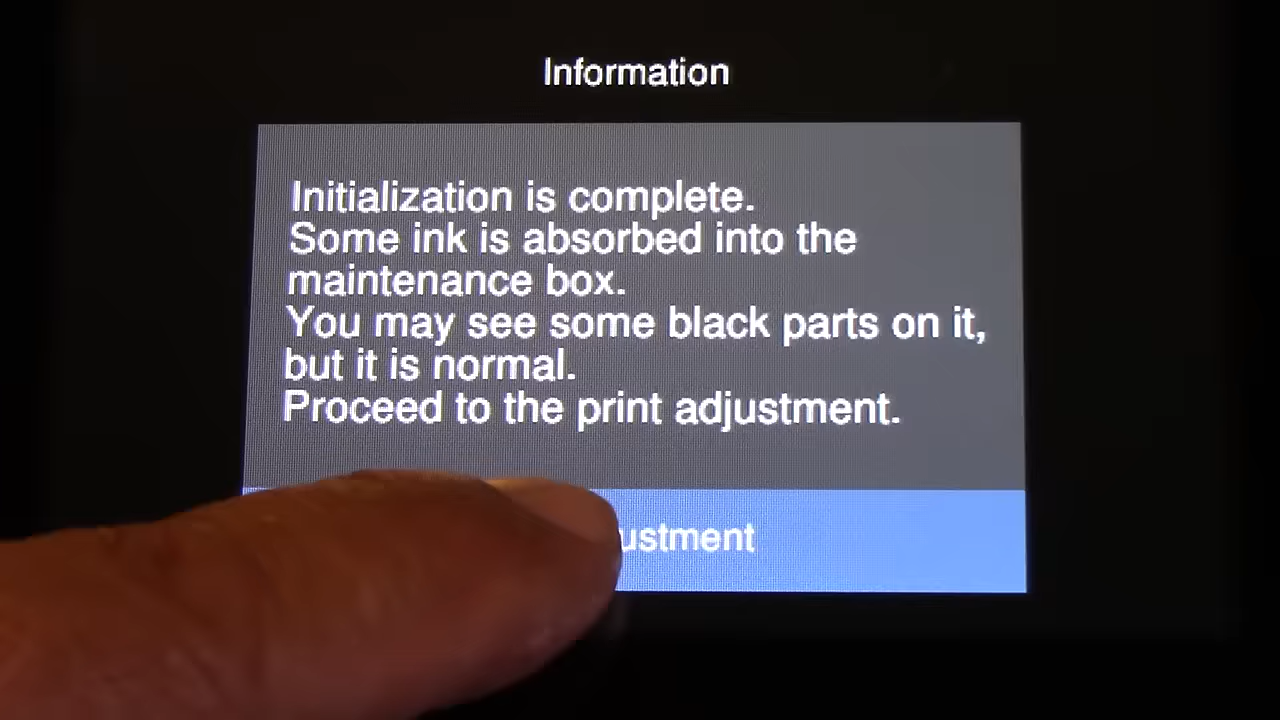 Information
Initialization is complete.
Some ink is absorbed into the
maintenance box.
You may see some black parts on it,
but it is normal.
Proceed to the print adjustment.